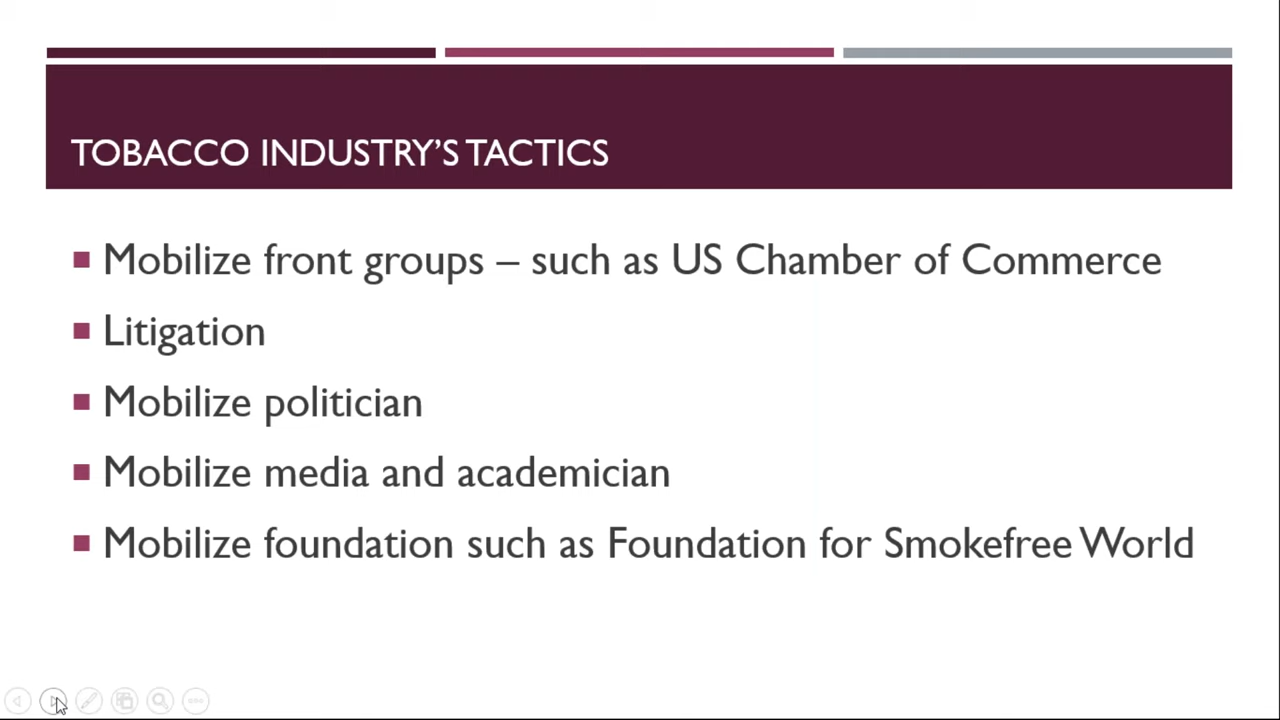 TOBACCO INDUSTRY'S TACTICS
Mobilize front groups – such as US Chamber of Commerce
Litigation
Mobilize politician
Mobilize media and academician
Mobilize foundation such as Foundation for Smokefree World